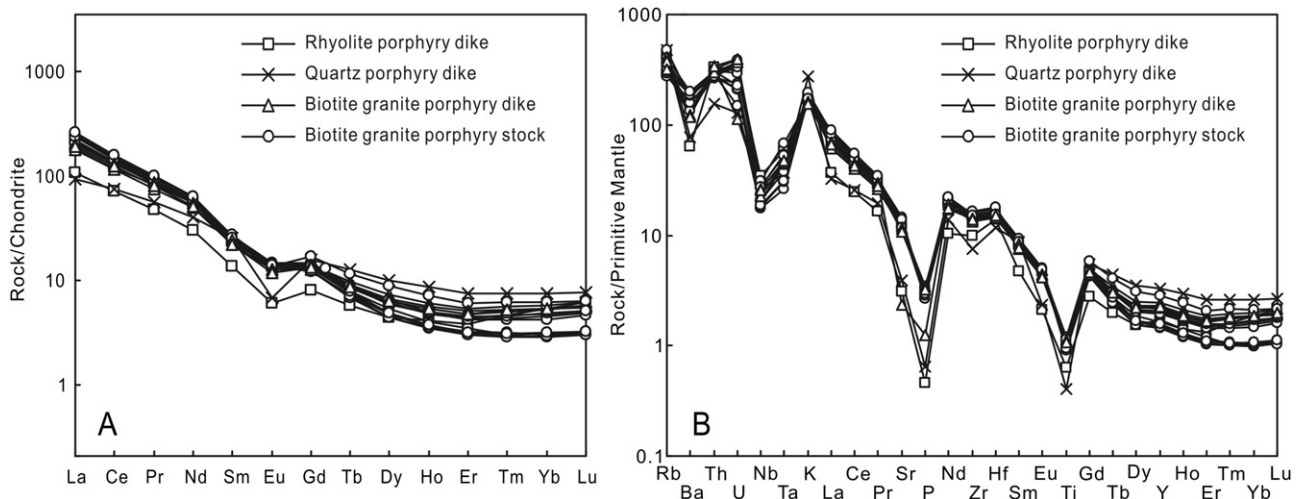 Rock/Chondrite
1000
100
10
1
Rhyolite porphyry dike
Quartz porphyry dike
Biotite granite porphyry dike
Biotite granite porphyry stock
A
La Ce Pr Nd Sm Eu Gd Tb Dy Ho Er Tm Yb Lu
Rock/Primitive Mantle
1000
100
10
1
0.1
Rhyolite porphyry dike
Quartz porphyry dike
Biotite granite porphyry dike
Biotite granite porphyry stock
B
Rb Th Nb K Ce Sr Nd Hf Eu Gd Dy Ho Tm Lu
Ba U Ta La Pr P Zr Sm Ti Tb Y Er Yb